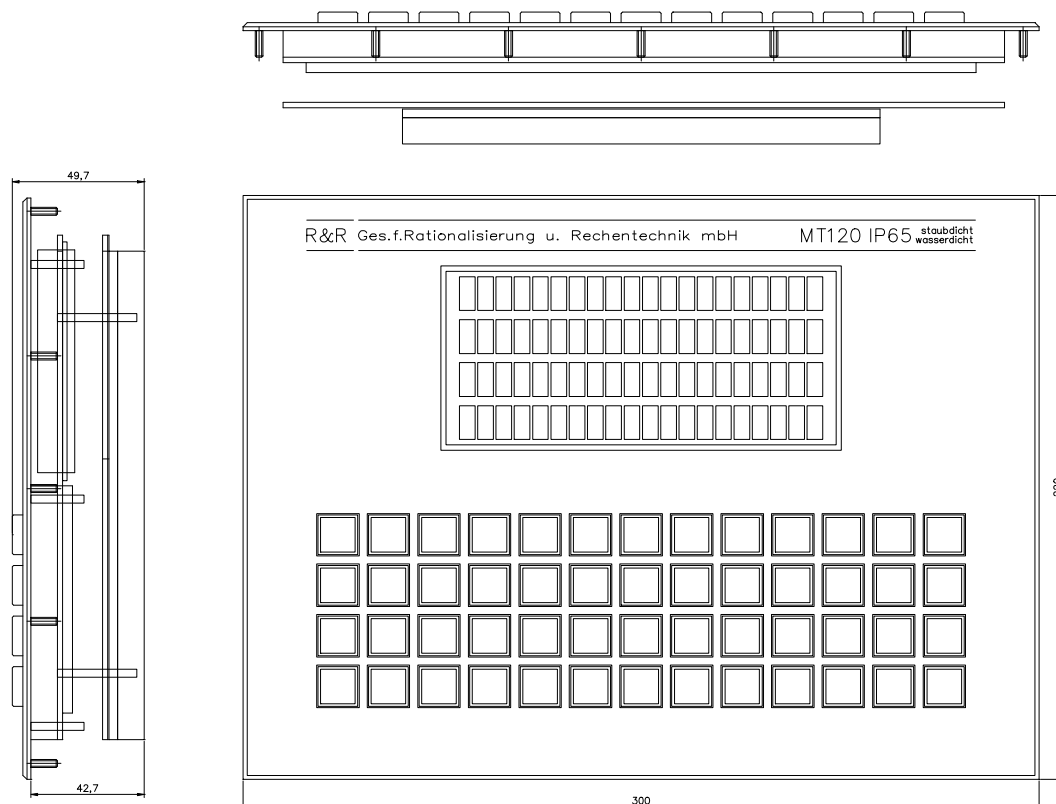 49,7
R&R Ges.f.Rationalisierung u. Rechentechnik mbH MT120 IP65 staubdicht
wasserdicht
42,7
300